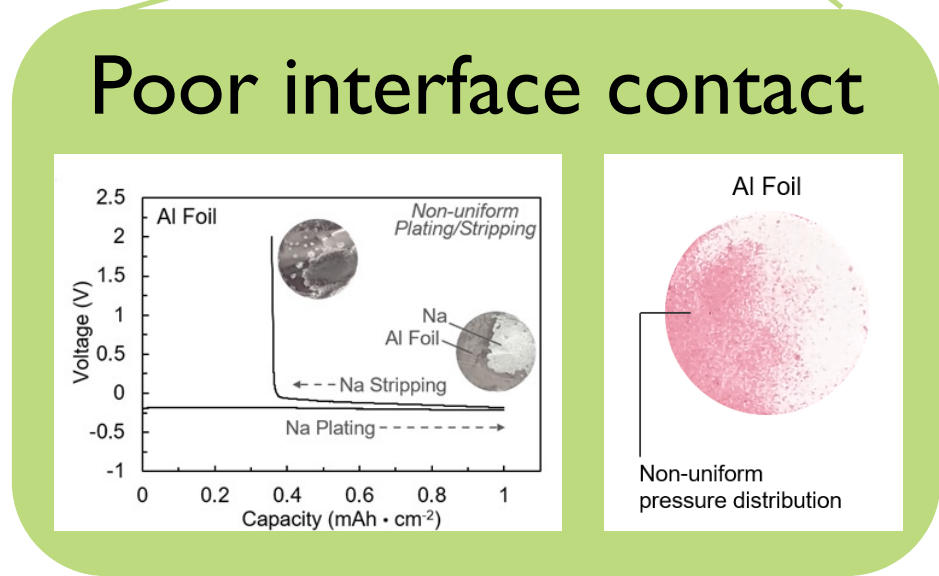 Poor interface contact
Al Foil
Non-uniform
Plating/Stripping
2.5
2
1.5
1
0.5
0
-0.5
-1
Voltage (V)
Na
Al Foil
Na Stripping
Na Plating
0
0.2
0.4
0.6
0.8
1
Capacity (mAh • cm⁻²)
Al Foil
Non-uniform
pressure distribution